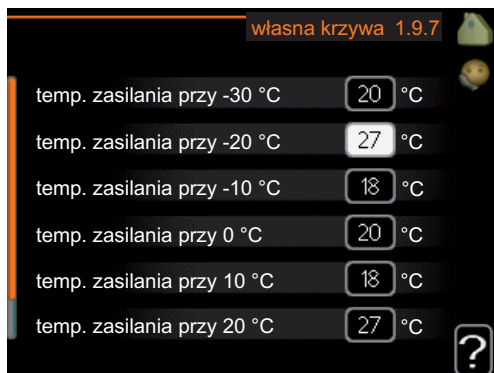 własna krzywa 1.9.7
temp. zasilania przy -30 °C 20 °C
temp. zasilania przy -20 °C 27 °C
temp. zasilania przy -10 °C 18 °C
temp. zasilania przy 0 °C 20 °C
temp. zasilania przy 10 °C 18 °C
temp. zasilania przy 20 °C 27 °C
?